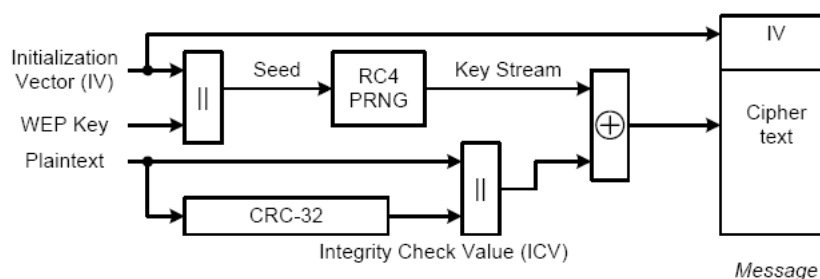 IV
Initialization
Vector (IV)
Seed
RC4
PRNG
Key Stream
||
WEP Key
Cipher
text
Plaintext
||
CRC-32
Integrity Check Value (ICV)
Message